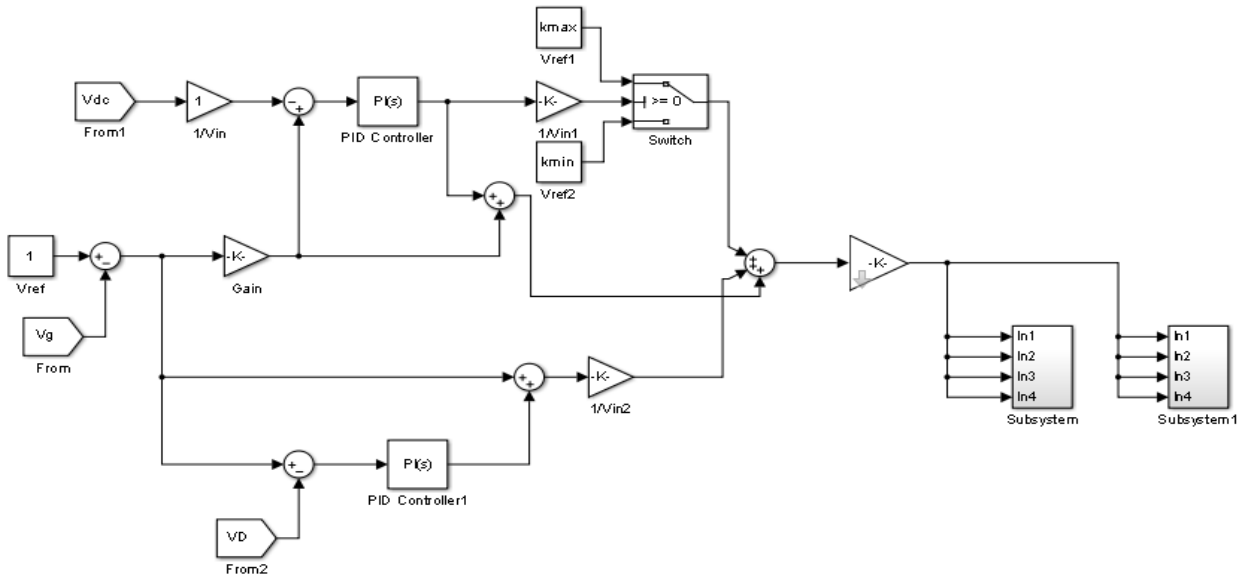 kmax
Vref1
Vdc
From1
1
1/Vin
PI(s)
PID Controller
-K-
1/Vin1
>= 0
Switch
kmin
Vref2
1
Vref
-K-
Gain
Vg
From
-K-
In1
In2
In3
In4
Subsystem
In1
In2
In3
In4
Subsystem1
-K-
1/Vin2
PI(s)
PID Controller1
VD
From2